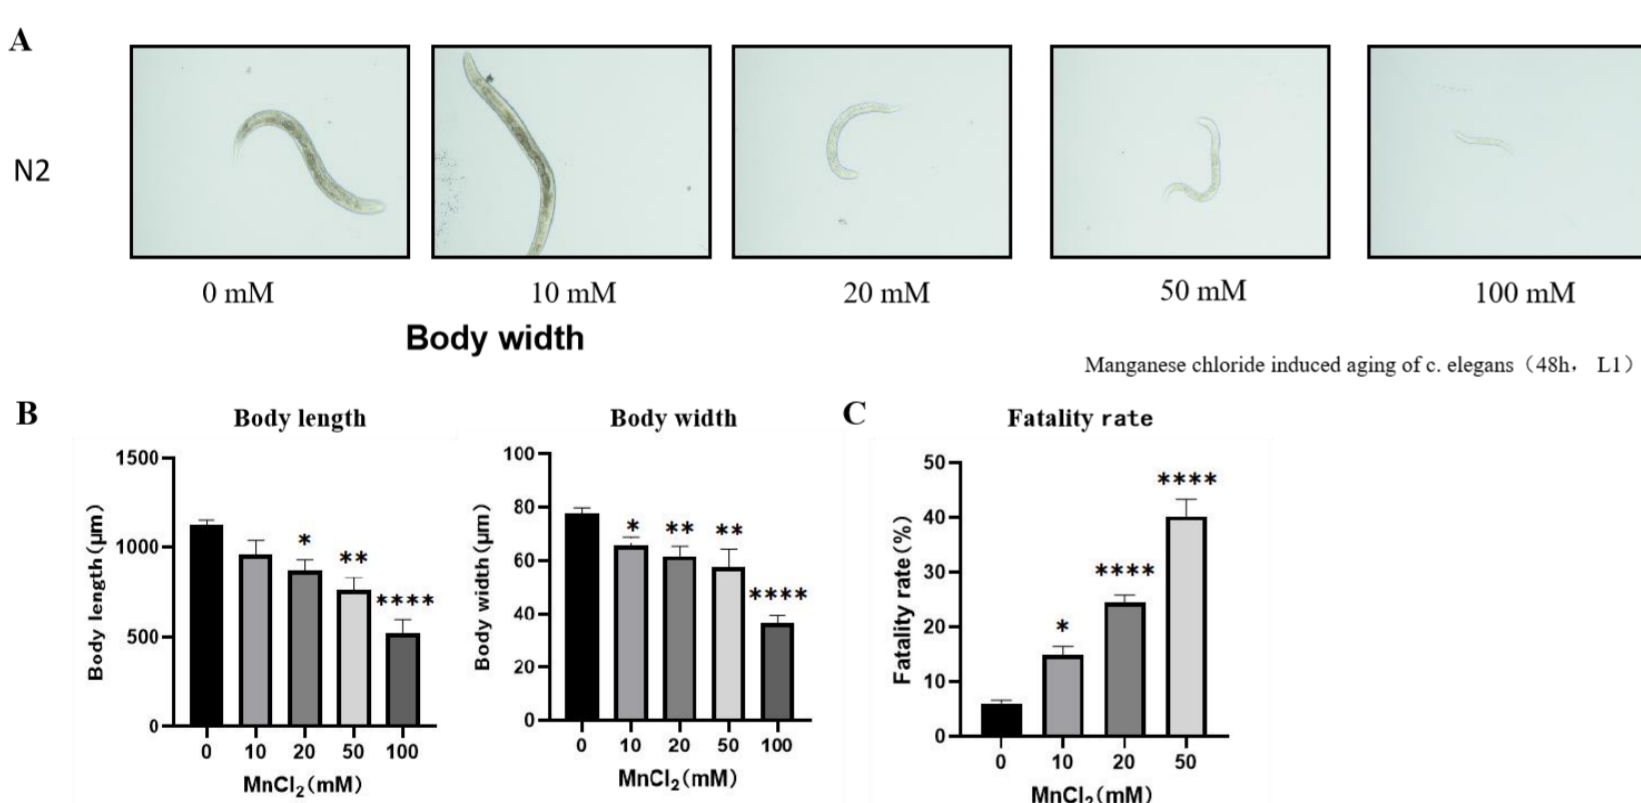 A
N2
0 mM
10 mM
20 mM
50 mM
100 mM
Body width
Manganese chloride induced aging of c. elegans（48h， L1）
B
Body length
Body length(μm)
1500
1000
500
0
*
**
****
0 10 20 50 100
MnCl₂(mM)
Body width
Body width(μm)
100
80
60
40
20
0
*
**
**
****
0 10 20 50 100
MnCl₂(mM)
C
Fatality rate
Fatality rate(%)
50
40
30
20
10
0
*
****
****
0 10 20 50
MnCl₂(mM)